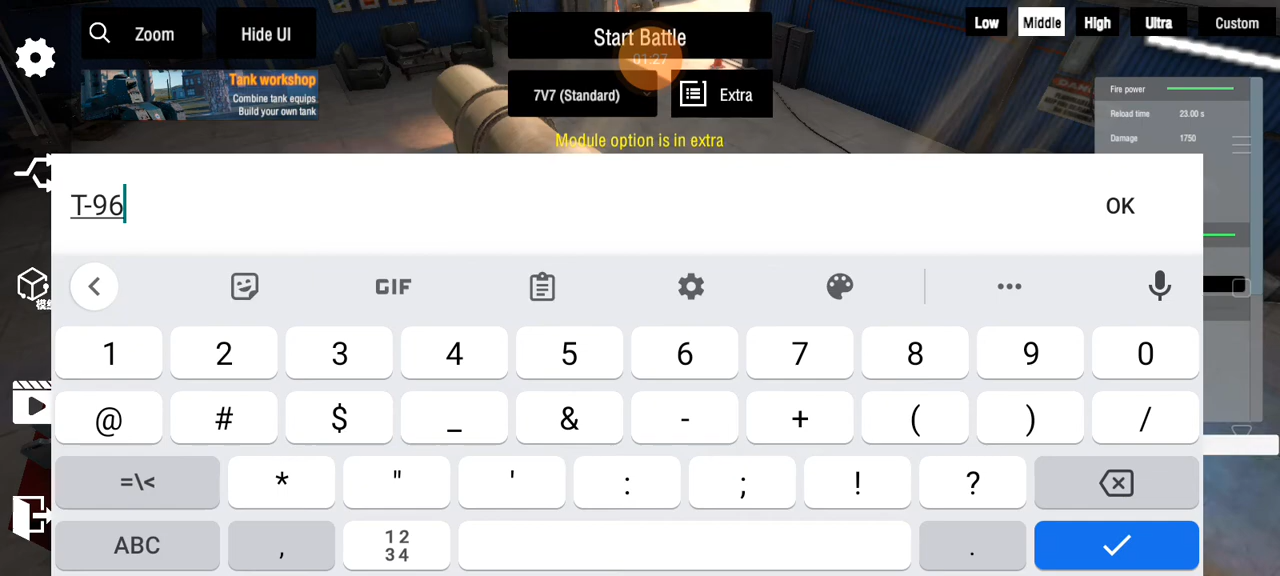 Zoom
Hide UI
Start Battle
01:27
Low
Middle
High
Ultra
Custom
Tank workshop
Combine tank equips
Build your own tank
7V7 (Standard)
Extra
Module option is in extra
Fire power
Reload time 23.00 s
Damage 1750
T-96
OK
GIF
1 2 3 4 5 6 7 8 9 0
@ # $ _ & - + ( ) /
=\< * " ' : ; ! ?
ABC , 12 .
34